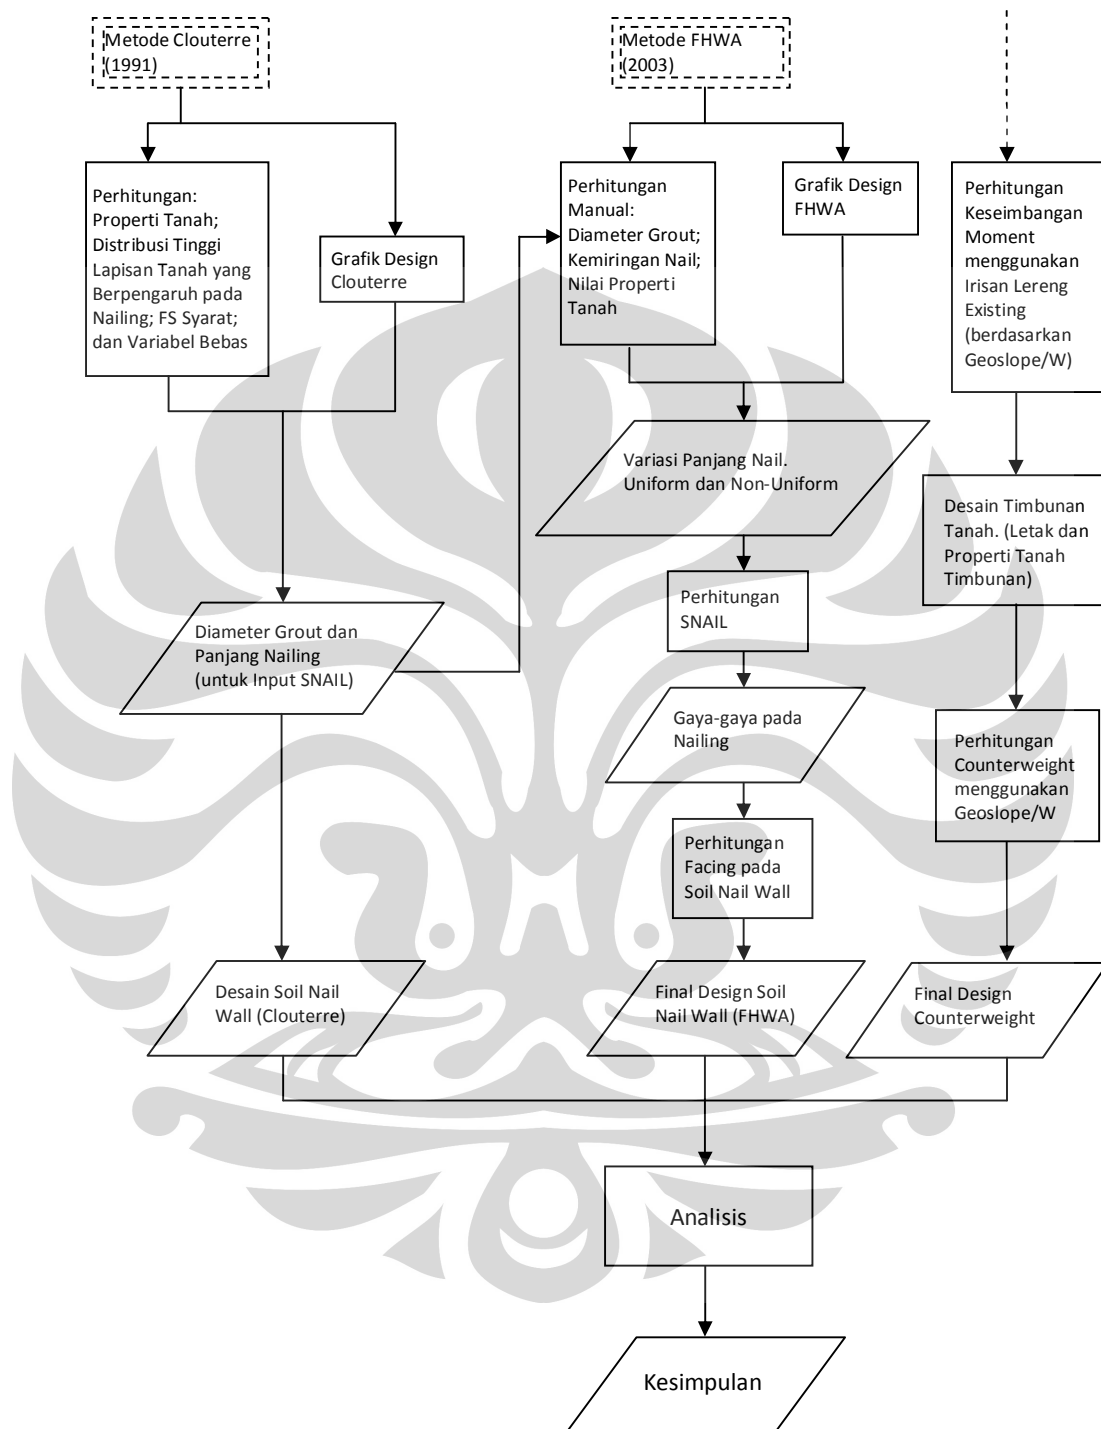 Metode Clouterre
(1991)
Metode FHWA
(2003)
Perhitungan:
Properti Tanah;
Distribusi Tinggi
Lapisan Tanah yang
Berpengaruh pada
Nailing; FS Syarat;
dan Variabel Bebas
Grafik Design
Clouterre
Perhitungan
Manual:
Diameter Grout;
Kemiringan Nail;
Nilai Properti
Tanah
Grafik Design
FHWA
Perhitungan
Keseimbangan
Moment
menggunakan
Irisan Lereng
Existing
(berdasarkan
Geoslope/W)
Variasi Panjang Nail.
Uniform dan Non-Uniform
Desain Timbunan
Tanah. (Letak dan
Properti Tanah
Timbunan)
Perhitungan
SNAIL
Diameter Grout dan
Panjang Nailing
(untuk Input SNAIL)
Gaya-gaya pada
Nailing
Perhitungan
Counterweight
menggunakan
Geoslope/W
Perhitungan
Facing pada
Soil Nail Wall
Desain Soil Nail
Wall (Clouterre)
Final Design Soil
Nail Wall (FHWA)
Final Design
Counterweight
Analisis
Kesimpulan